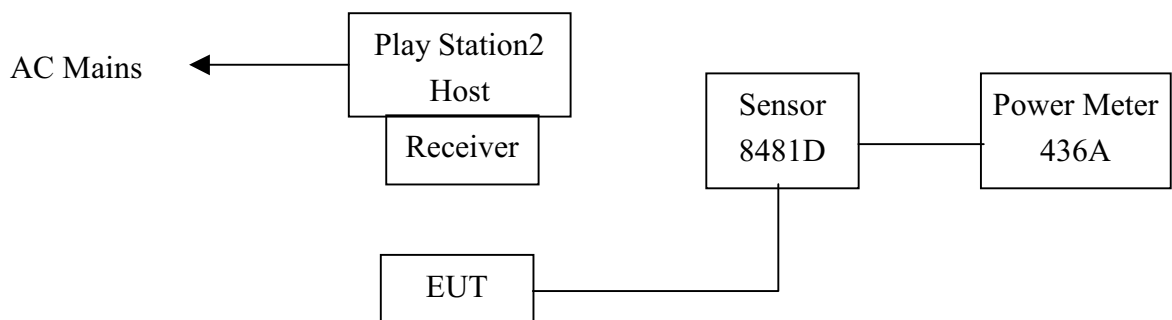 AC Mains
Play Station2
Host
Receiver
Sensor
8481D
Power Meter
436A
EUT